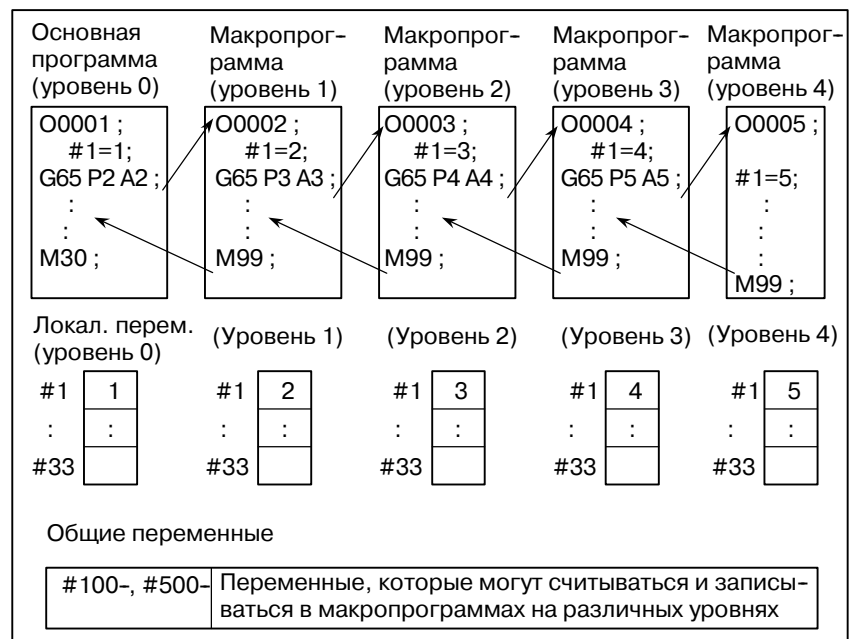 Основная программа (уровень 0)
Макропрог-рамма (уровень 1)
Макропрог-рамма (уровень 2)
Макропрог-рамма (уровень 3)
Макропрог-рамма (уровень 4)
O0001 ;
#1=1;
G65 P2 A2 ;
:
:
M30 ;
O0002 ;
#1=2;
G65 P3 A3 ;
:
:
M99 ;
O0003 ;
#1=3;
G65 P4 A4 ;
:
:
M99 ;
O0004 ;
#1=4;
G65 P5 A5 ;
:
:
M99 ;
O0005 ;
#1=5;
:
:
:
M99 ;
Локал. перем.
(уровень 0)
(Уровень 1)
(Уровень 2)
(Уровень 3)
(Уровень 4)
#1 1
: :
#33
#1 2
: :
#33
#1 3
: :
#33
#1 4
: :
#33
#1 5
: :
#33
Общие переменные
#100-, #500-
Переменные, которые могут считываться и записы-
ваться в макропрограммах на различных уровнях